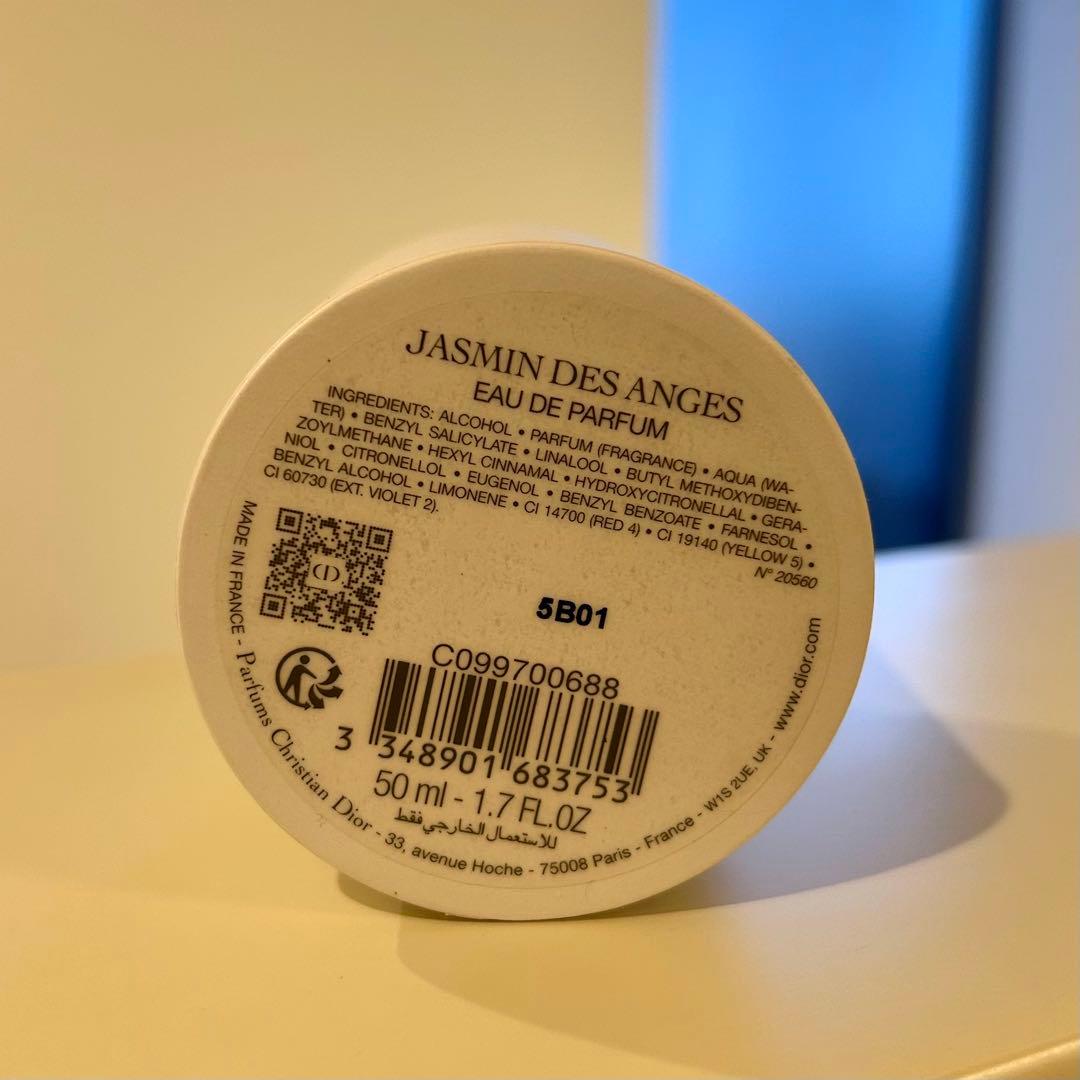 JASMIN DES ANGES
EAU DE PARFUM
INGREDIENTS: ALCOHOL • PARFUM (FRAGRANCE) • AQUA (WA-
TER) • BENZYL SALICYLATE • LINALOOL • BUTYL METHOXYDIBEN-
ZOYLMETHANE • HEXYL CINNAMAL • HYDROXYCITRONELLAL • GERA-
NIOL • CITRONELLOL • EUGENOL • BENZYL BENZOATE • FARNESOL •
BENZYL ALCOHOL • LIMONENE • CI 14700 (RED 4) • CI 19140 (YELLOW 5) •
CI 60730 (EXT. VIOLET 2).
N° 20560
CD
5B01
C099700688
3 348901 683753
50 ml - 1.7 FL.OZ
للاستعمال الخارجي فقط
MADE IN FRANCE - Parfums Christian Dior - 33, avenue Hoche - 75008 Paris - France - W1S 2UE, UK - www.dior.com